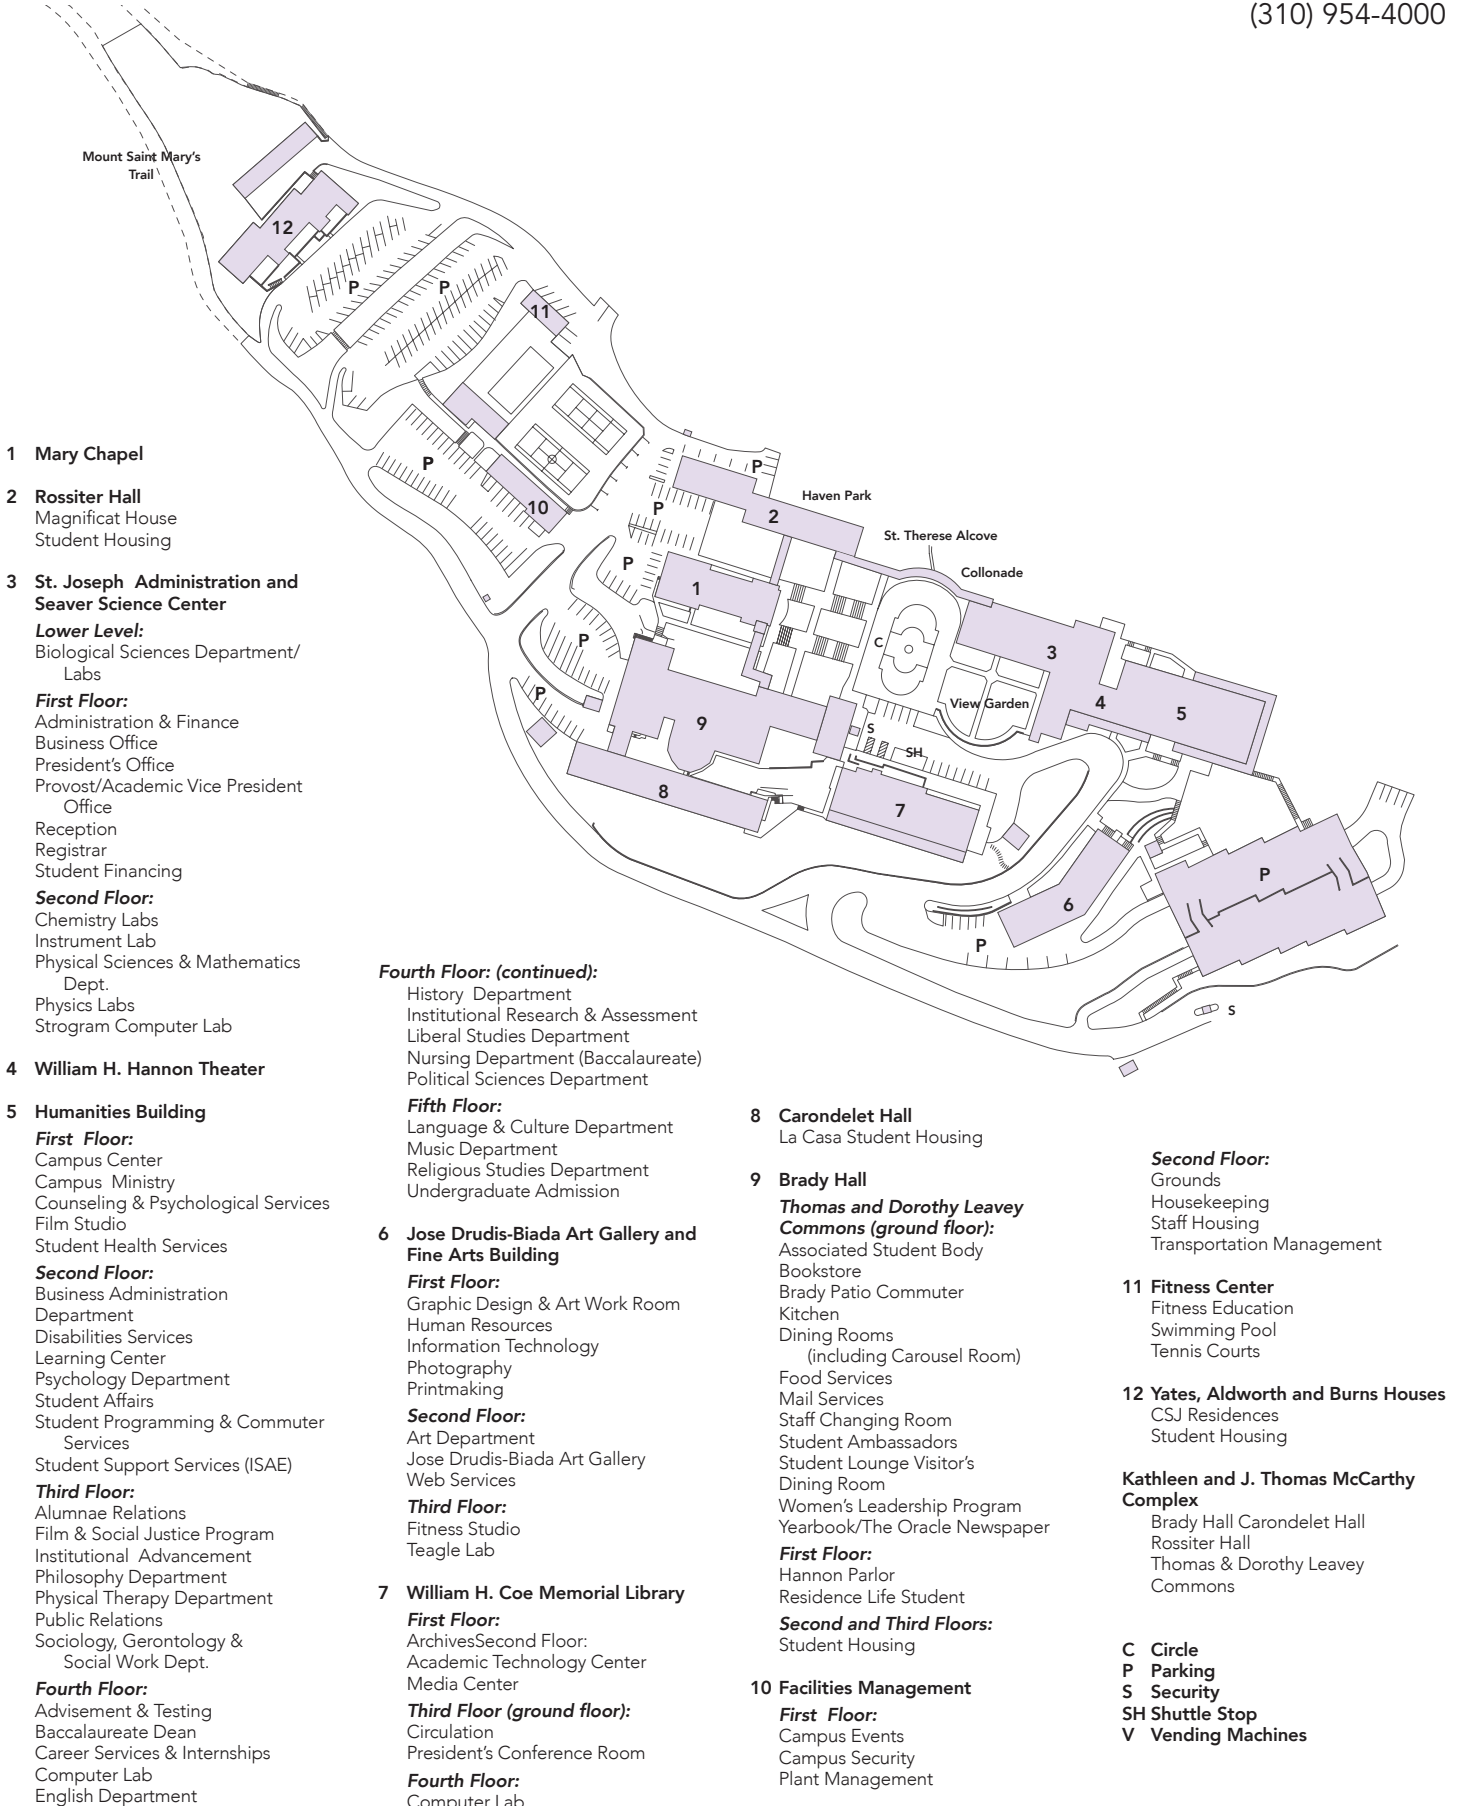 (310) 954-4000
Mount Saint Mary's
Trail
12
P
P
11
P
10
P
P
2
Haven Park
St. Therese Alcove
Collonade
P
1
P
C
3
P
View Garden
4
5
9
S
SH
8
7
P
6
P
P
S
1 Mary Chapel
2 Rossiter Hall
Magnificat House
Student Housing
3 St. Joseph Administration and
Seaver Science Center
Lower Level:
Biological Sciences Department/
Labs
First Floor:
Administration & Finance
Business Office
President's Office
Provost/Academic Vice President
Office
Reception
Registrar
Student Financing
Second Floor:
Chemistry Labs
Instrument Lab
Physical Sciences & Mathematics
Dept.
Physics Labs
Strogram Computer Lab
4 William H. Hannon Theater
5 Humanities Building
First Floor:
Campus Center
Campus Ministry
Counseling & Psychological Services
Film Studio
Student Health Services
Second Floor:
Business Administration
Department
Disabilities Services
Learning Center
Psychology Department
Student Affairs
Student Programming & Commuter
Services
Student Support Services (ISAE)
Third Floor:
Alumnae Relations
Film & Social Justice Program
Institutional Advancement
Philosophy Department
Physical Therapy Department
Public Relations
Sociology, Gerontology &
Social Work Dept.
Fourth Floor:
Advisement & Testing
Baccalaureate Dean
Career Services & Internships
Computer Lab
English Department
Fourth Floor: (continued):
History Department
Institutional Research & Assessment
Liberal Studies Department
Nursing Department (Baccalaureate)
Political Sciences Department
Fifth Floor:
Language & Culture Department
Music Department
Religious Studies Department
Undergraduate Admission
6 Jose Drudis-Biada Art Gallery and
Fine Arts Building
First Floor:
Graphic Design & Art Work Room
Human Resources
Information Technology
Photography
Printmaking
Second Floor:
Art Department
Jose Drudis-Biada Art Gallery
Web Services
Third Floor:
Fitness Studio
Teagle Lab
7 William H. Coe Memorial Library
First Floor:
ArchivesSecond Floor:
Academic Technology Center
Media Center
Third Floor (ground floor):
Circulation
President's Conference Room
Fourth Floor:
Computer Lab
8 Carondelet Hall
La Casa Student Housing
9 Brady Hall
Thomas and Dorothy Leavey
Commons (ground floor):
Associated Student Body
Bookstore
Brady Patio Commuter
Kitchen
Dining Rooms
(including Carousel Room)
Food Services
Mail Services
Staff Changing Room
Student Ambassadors
Student Lounge Visitor's
Dining Room
Women's Leadership Program
Yearbook/The Oracle Newspaper
First Floor:
Hannon Parlor
Residence Life Student
Second and Third Floors:
Student Housing
10 Facilities Management
First Floor:
Campus Events
Campus Security
Plant Management
Second Floor:
Grounds
Housekeeping
Staff Housing
Transportation Management
11 Fitness Center
Fitness Education
Swimming Pool
Tennis Courts
12 Yates, Aldworth and Burns Houses
CSJ Residences
Student Housing
Kathleen and J. Thomas McCarthy
Complex
Brady Hall Carondelet Hall
Rossiter Hall
Thomas & Dorothy Leavey
Commons
C Circle
P Parking
S Security
SH Shuttle Stop
V Vending Machines